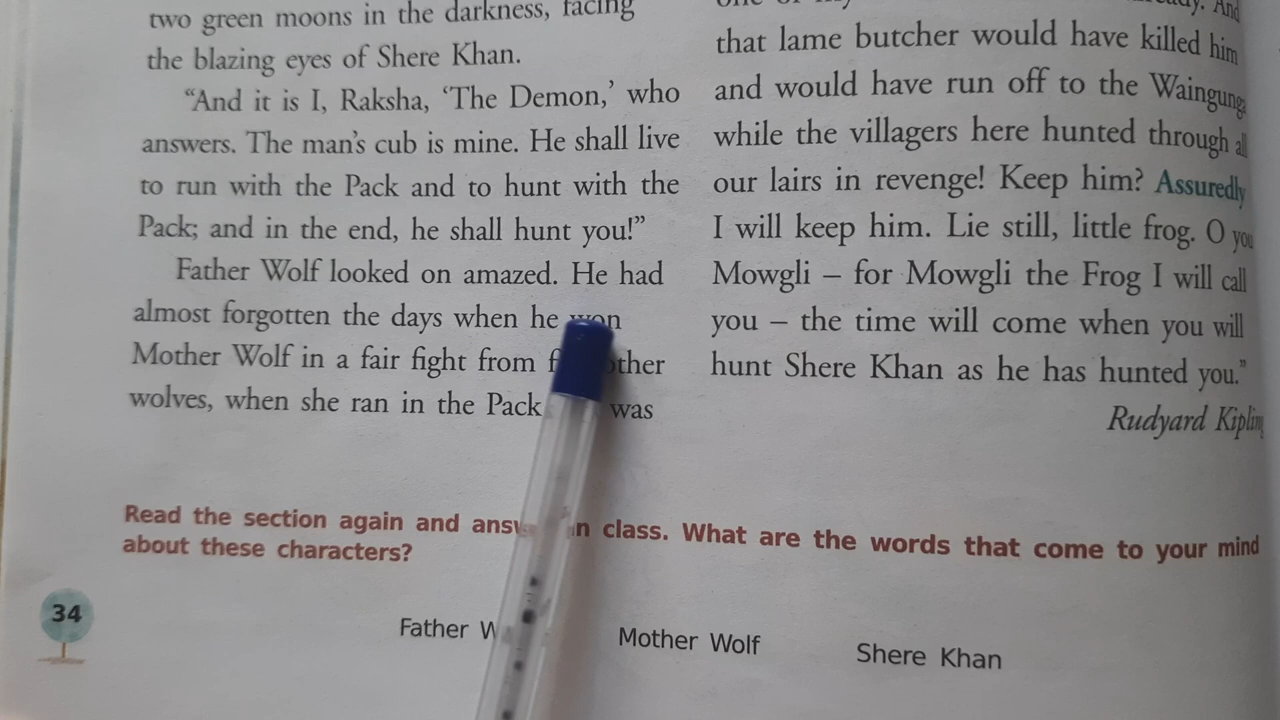 two green moons in the darkness, facing
the blazing eyes of Shere Khan.
“And it is I, Raksha, ‘The Demon,’ who
answers. The man’s cub is mine. He shall live
to run with the Pack and to hunt with the
Pack; and in the end, he shall hunt you!”
Father Wolf looked on amazed. He had
almost forgotten the days when he won
Mother Wolf in a fair fight from other
wolves, when she ran in the Pack was
And
that lame butcher would have killed him
and would have run off to the Waingunga
while the villagers here hunted through all
our lairs in revenge! Keep him? Assuredly
I will keep him. Lie still, little frog. O you
Mowgli – for Mowgli the Frog I will call
you – the time will come when you will
hunt Shere Khan as he has hunted you.”
Rudyard Kipling
Read the section again and in class. What are the words that come to your mind
about these characters?
34
Father
Mother Wolf
Shere Khan